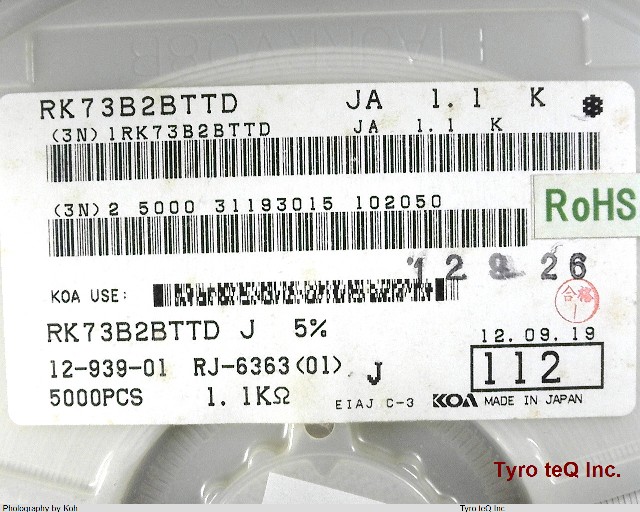 RK73B2BTTD JA 1.1 K
(3N)1RK73B2BTTD JA 1.1 K
(3N)2 5000 31193015 102050
RoHS
KOA USE:
合格
RK73B2BTTD J 5%
12.09.19
12-939-01 RJ-6363(01) J
112
5000PCS 1.1KΩ EIAJ C-3 KOA MADE IN JAPAN
Tyro teQ Inc.
Photography by Koh Tyro teQ Inc